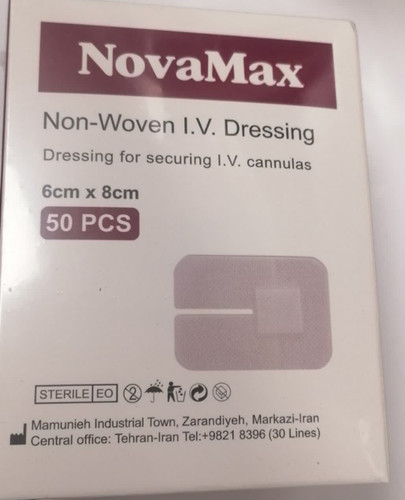 NovaMax
Non-Woven I.V. Dressing
Dressing for securing I.V. cannulas
6cm x 8cm
50 PCS
STERILE EO
Mamunieh Industrial Town, Zarandiyeh, Markazi-Iran
Central office: Tehran-Iran Tel:+9821 8396 (30 Lines)